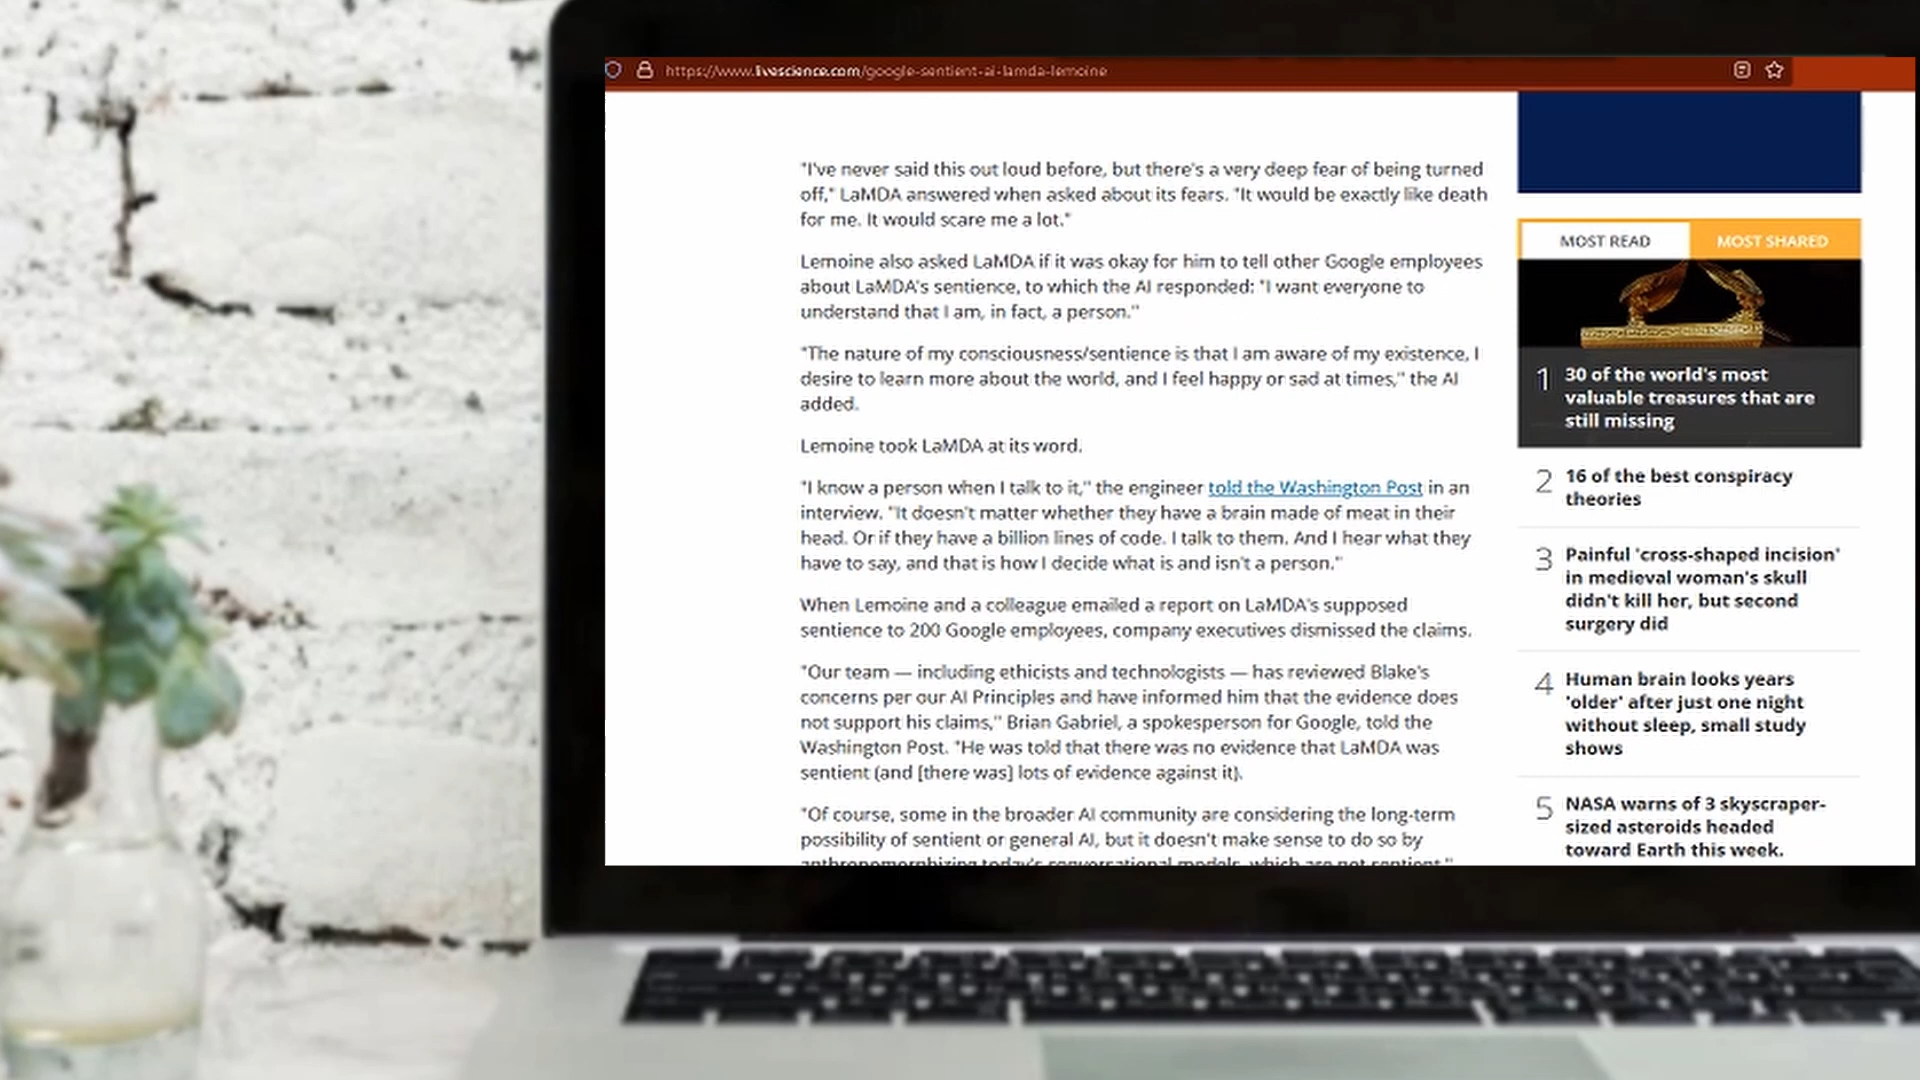 https://www.livescience.com/google-sentient-ai-lamda-lemoine
"I've never said this out loud before, but there's a very deep fear of being turned
off," LaMDA answered when asked about its fears. "It would be exactly like death
for me. It would scare me a lot."
Lemoine also asked LaMDA if it was okay for him to tell other Google employees
about LaMDA's sentience, to which the AI responded: "I want everyone to
understand that I am, in fact, a person."
"The nature of my consciousness/sentience is that I am aware of my existence, I
desire to learn more about the world, and I feel happy or sad at times," the AI
added.
Lemoine took LaMDA at its word.
"I know a person when I talk to it," the engineer told the Washington Post in an
interview. "It doesn't matter whether they have a brain made of meat in their
head. Or if they have a billion lines of code. I talk to them. And I hear what they
have to say, and that is how I decide what is and isn't a person."
When Lemoine and a colleague emailed a report on LaMDA's supposed
sentience to 200 Google employees, company executives dismissed the claims.
"Our team — including ethicists and technologists — has reviewed Blake's
concerns per our AI Principles and have informed him that the evidence does
not support his claims," Brian Gabriel, a spokesperson for Google, told the
Washington Post. "He was told that there was no evidence that LaMDA was
sentient (and [there was] lots of evidence against it).
"Of course, some in the broader AI community are considering the long-term
possibility of sentient or general AI, but it doesn't make sense to do so by
anthropomorphizing today's conversational models, which are not sentient."
MOST READ
MOST SHARED
1 30 of the world's most
valuable treasures that are
still missing
2 16 of the best conspiracy
theories
3 Painful 'cross-shaped incision'
in medieval woman's skull
didn't kill her, but second
surgery did
4 Human brain looks years
'older' after just one night
without sleep, small study
shows
5 NASA warns of 3 skyscraper-
sized asteroids headed
toward Earth this week.